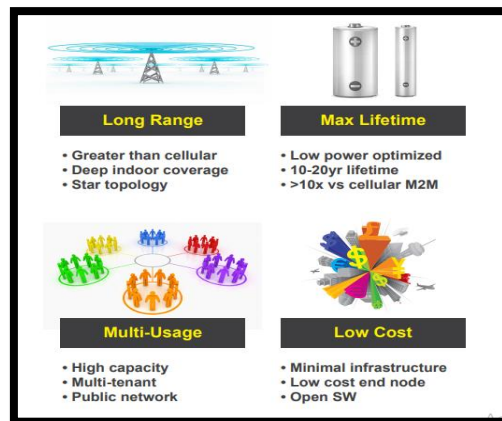 Long Range
• Greater than cellular
• Deep indoor coverage
• Star topology
Max Lifetime
• Low power optimized
• 10-20yr lifetime
• >10x vs cellular M2M
Multi-Usage
• High capacity
• Multi-tenant
• Public network
Low Cost
• Minimal infrastructure
• Low cost end node
• Open SW